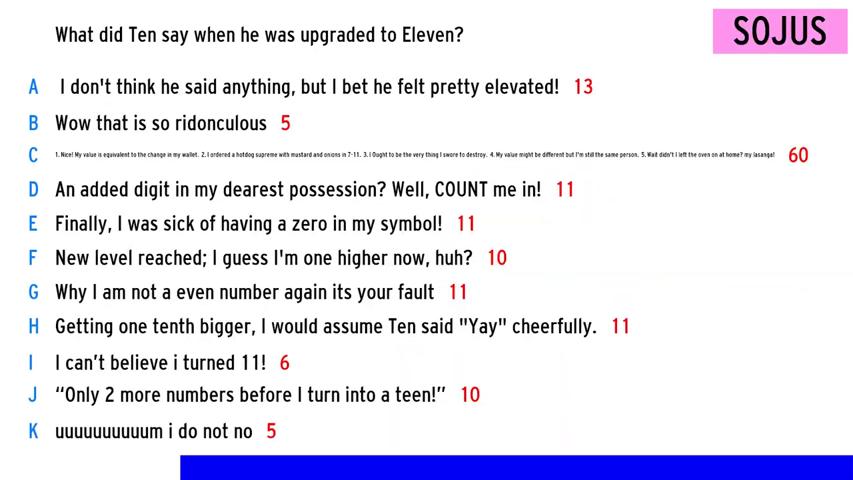 What did Ten say when he was upgraded to Eleven?
SOJUS
A I don't think he said anything, but I bet he felt pretty elevated! 13
B Wow that is so ridonculous 5
C 1. Nice! My value is equivalent to the change in my wallet. 2. I ordered a hotdog supreme with mustard and onions in 7-11. 3. I Ought to be the very thing I swore to destroy. 4. My value might be different but I'm still the same person. 5. Wait didn't I left the oven on at home? my lasanga! 60
D An added digit in my dearest possession? Well, COUNT me in! 11
E Finally, I was sick of having a zero in my symbol! 11
F New level reached; I guess I'm one higher now, huh? 10
G Why I am not a even number again its your fault 11
H Getting one tenth bigger, I would assume Ten said "Yay" cheerfully. 11
I I can’t believe i turned 11! 6
J “Only 2 more numbers before I turn into a teen!” 10
K uuuuuuuuuum i do not no 5